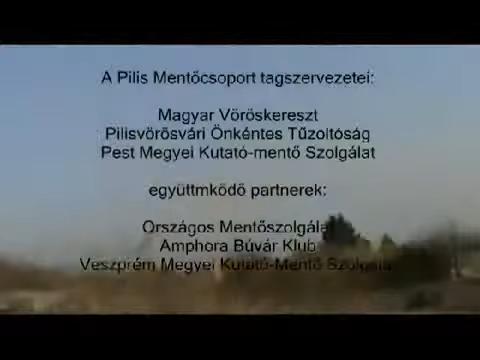 A Pilis Mentőcsoport tagszervezetei:
Magyar Vöröskereszt
Pilisvörösvári Önkéntes Tűzoltóság
Pest Megyei Kutató-mentő Szolgálat
együttmködő partnerek:
Országos Mentőszolgálat
Amphora Búvár Klub
Veszprém Megyei Kutató-Mentő Szolgálat